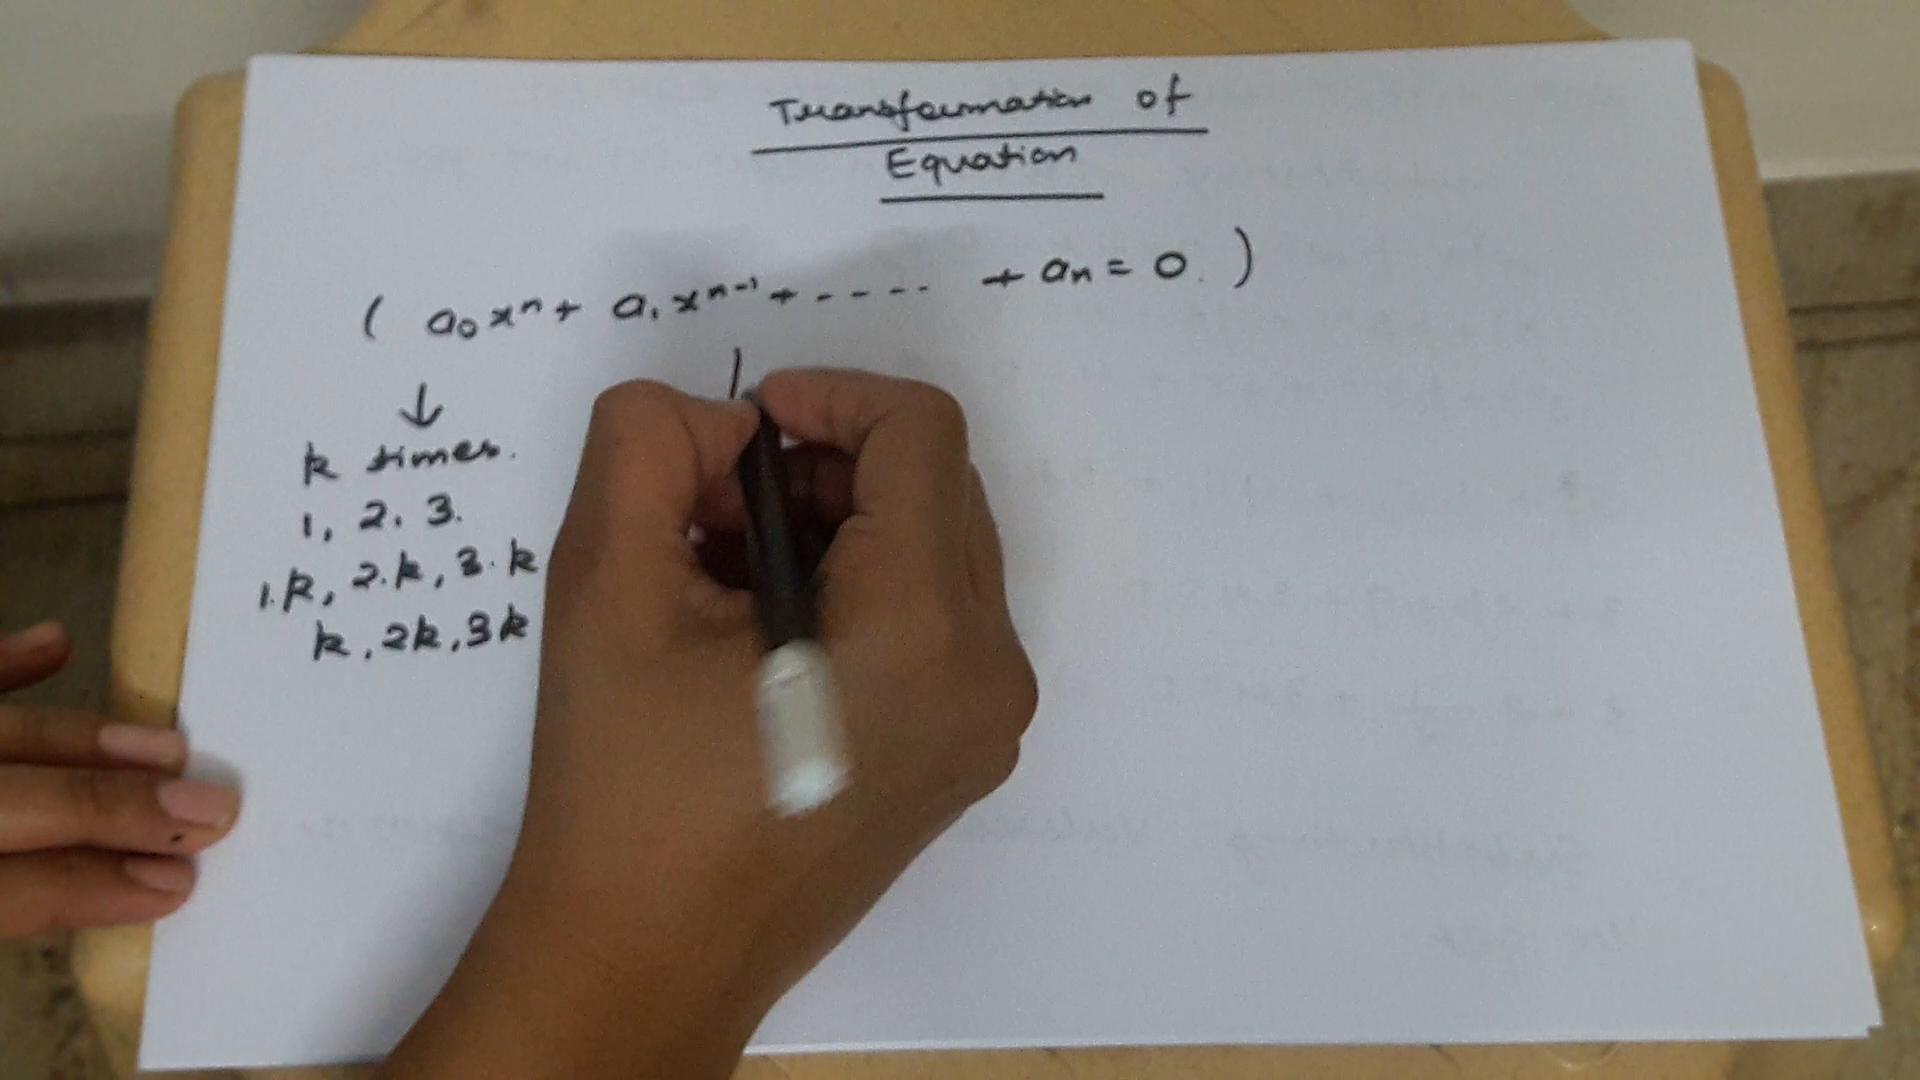 Transformation of
Equation
( a₀xⁿ + a₁xⁿ⁻¹ + - - - - + aₙ = 0. )
↓
k times.
1, 2, 3.
1.k, 2.k, 3.k
k, 2k, 3k